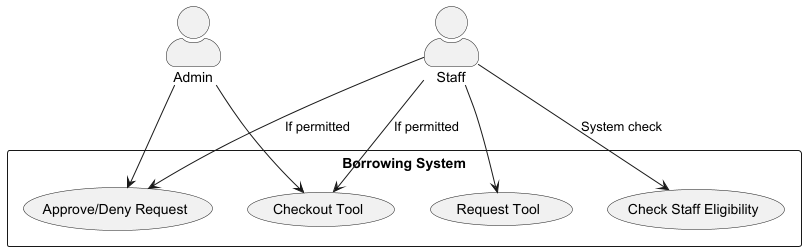 Admin
Staff
If permitted
If permitted
System check
Borrowing System
Approve/Deny Request
Checkout Tool
Request Tool
Check Staff Eligibility